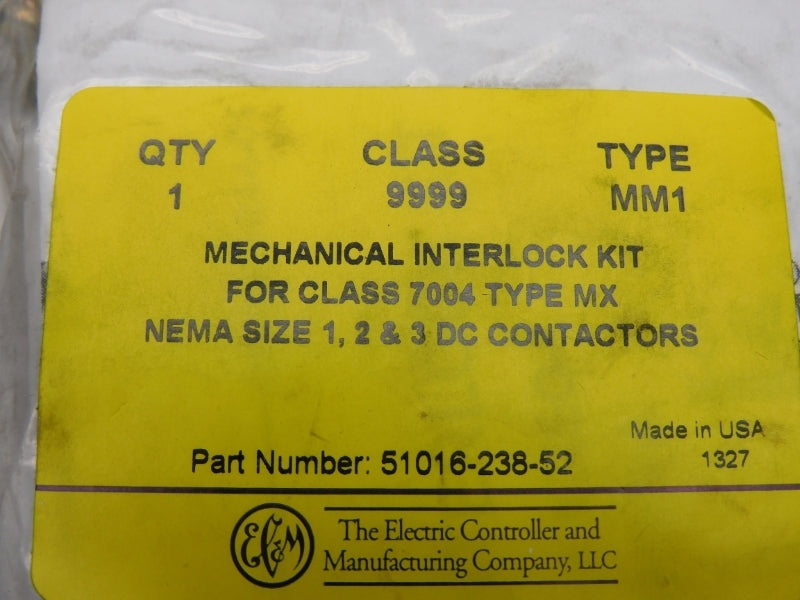 QTY CLASS TYPE
1 9999 MM1
MECHANICAL INTERLOCK KIT
FOR CLASS 7004 TYPE MX
NEMA SIZE 1, 2 & 3 DC CONTACTORS
Made in USA
Part Number: 51016-238-52 1327
EC&M The Electric Controller and
Manufacturing Company, LLC